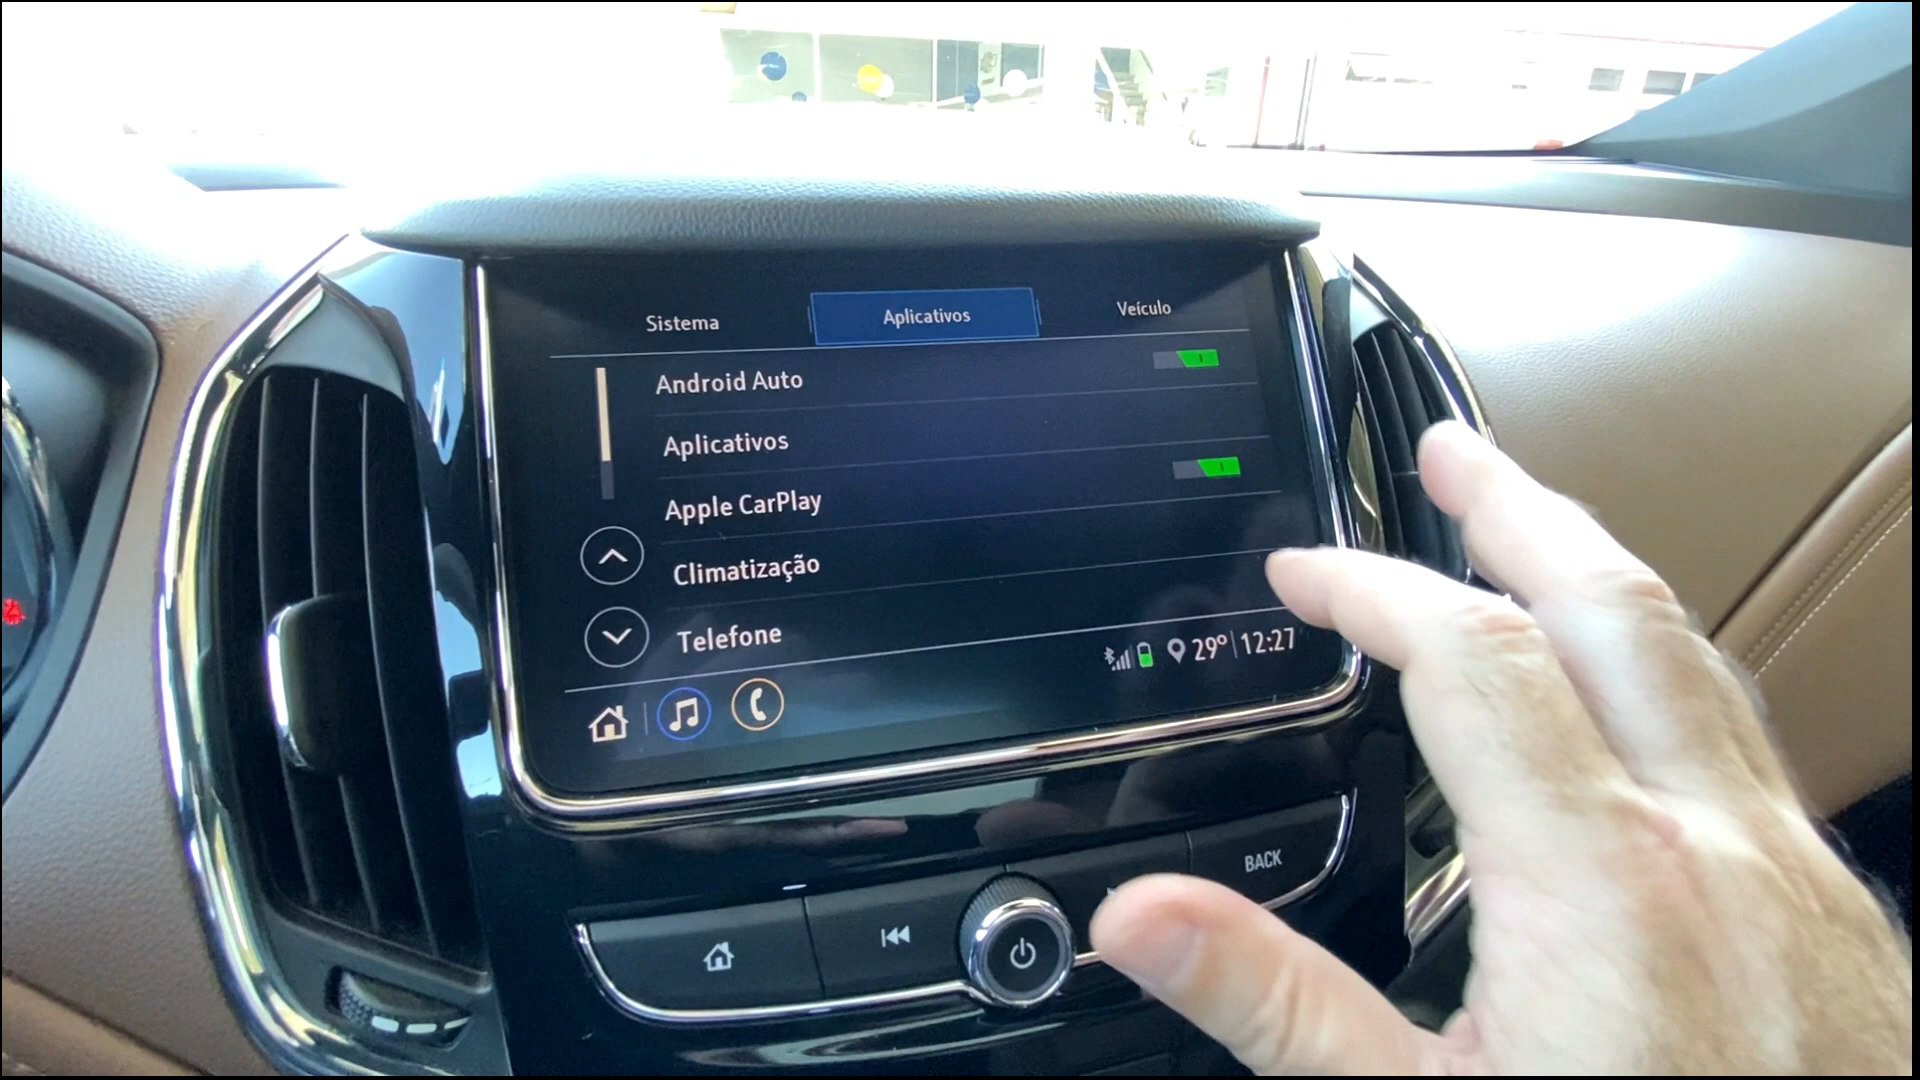 Sistema
Aplicativos
Veículo
Android Auto
Aplicativos
Apple CarPlay
Climatização
Telefone
29° 12:27
BACK